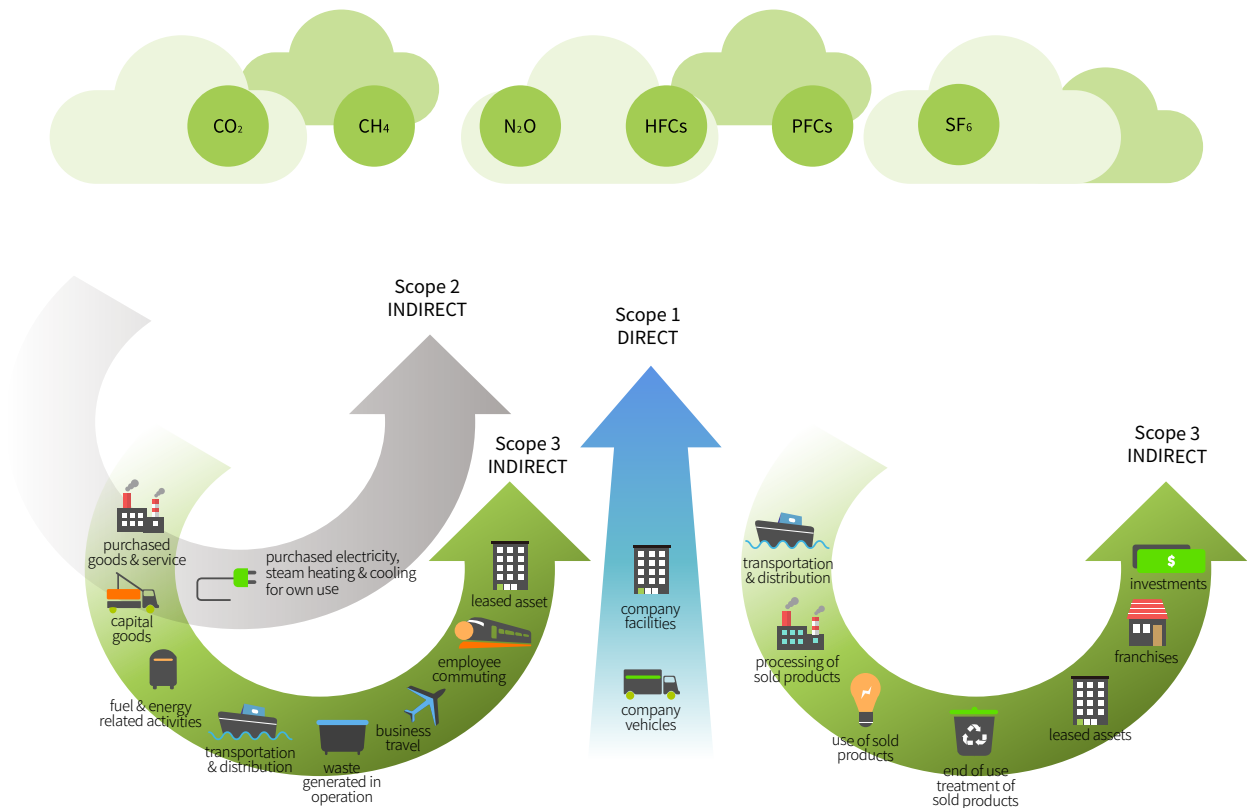 CO₂
CH₄
N₂O
HFCs
PFCs
SF₆
Scope 2
INDIRECT
Scope 1
DIRECT
Scope 3
INDIRECT
Scope 3
INDIRECT
purchased
goods & service
purchased electricity,
steam heating & cooling
for own use
capital
goods
fuel & energy
related activities
transportation
& distribution
waste
generated in
operation
business
travel
employee
commuting
leased asset
company
facilities
company
vehicles
transportation
& distribution
processing of
sold products
use of sold
products
end of use
treatment of
sold products
leased assets
franchises
$
investments